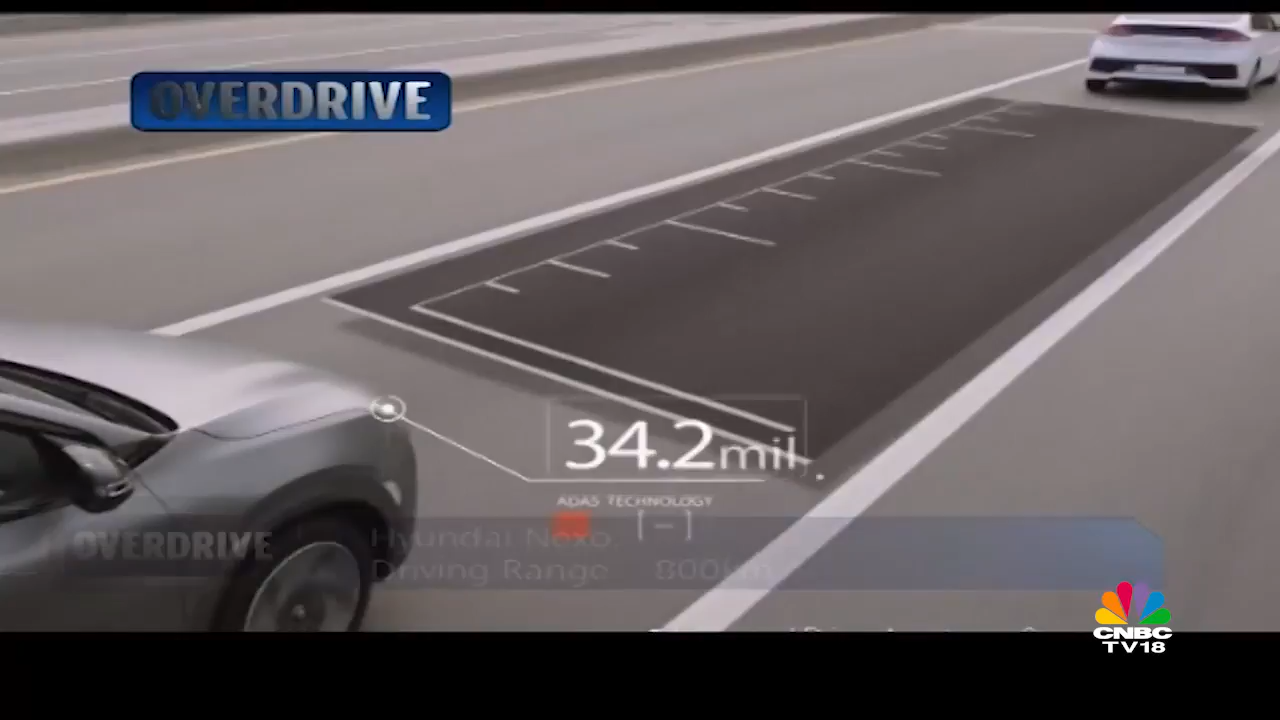 OVERDRIVE
34.2mil
ADAS TECHNOLOGY
[-]
OVERDRIVE
Hyundai Nexo
Driving Range 800km
CNBC
TV18